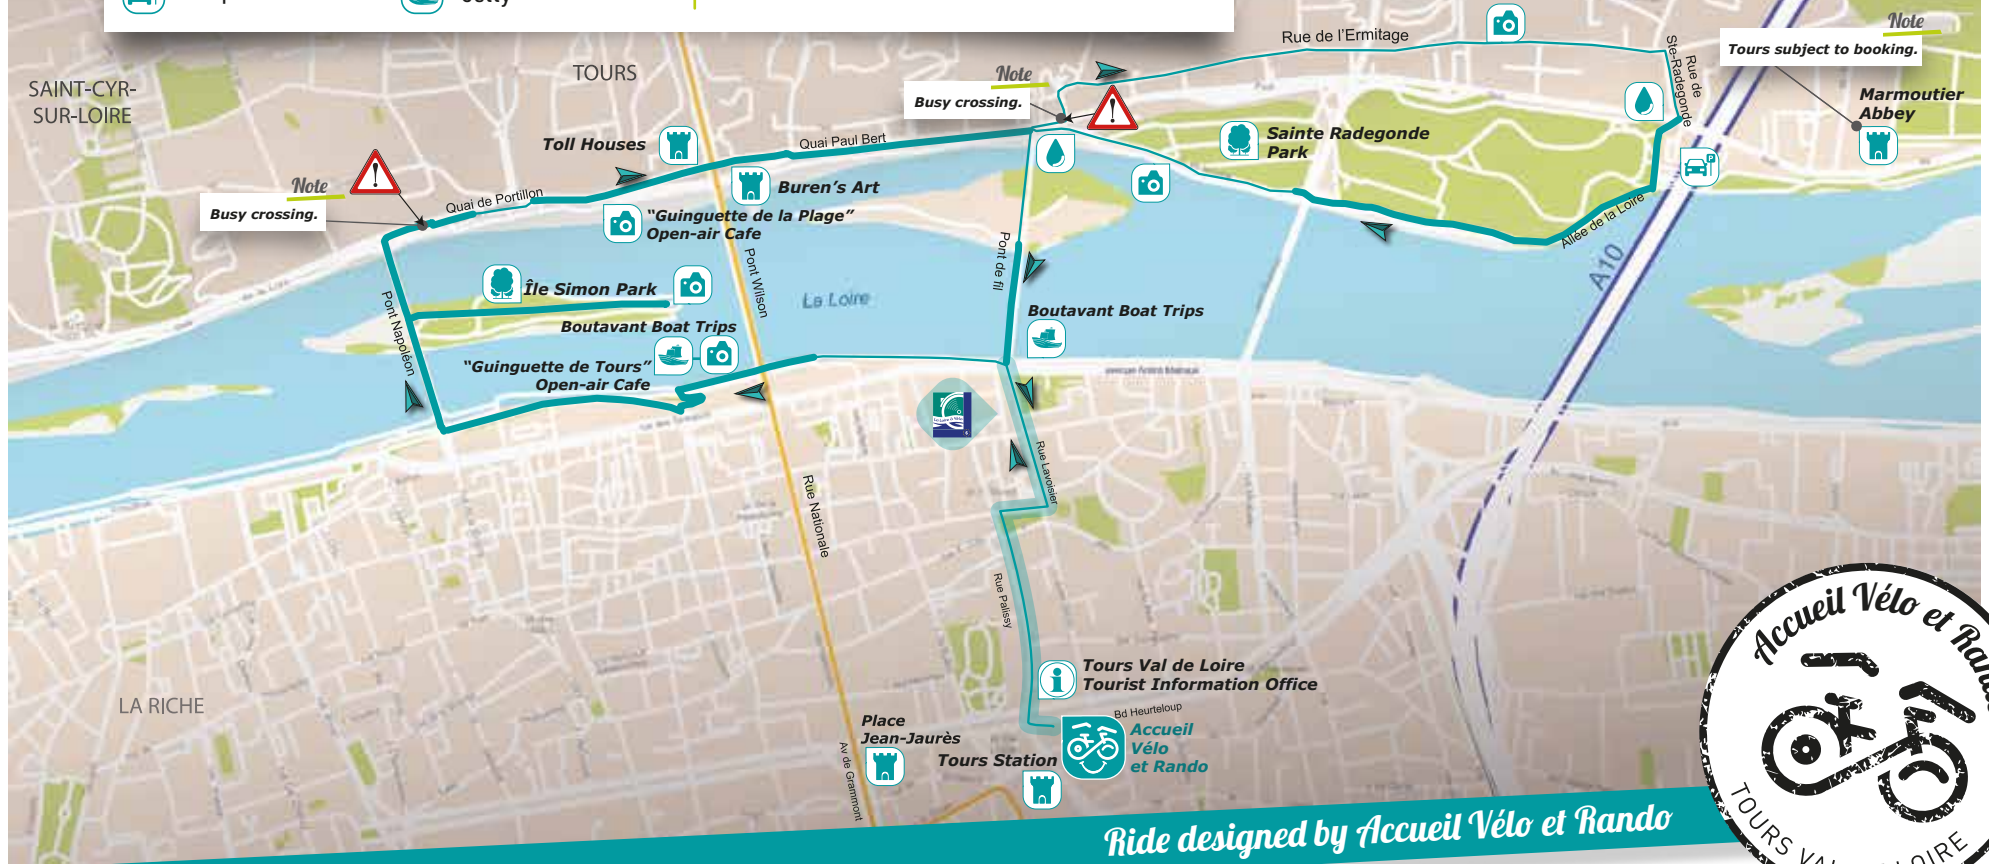 Note
Tours subject to booking.
Marmoutier
Abbey
Rue de l'Ermitage
Rue de
Ste-Radegonde
SAINT-CYR-
SUR-LOIRE
TOURS
Note
Busy crossing.
Toll Houses
Quai Paul Bert
Sainte Radegonde
Park
Note
Busy crossing.
Quai de Portillon
Buren's Art
"Guinguette de la Plage"
Open-air Cafe
Allée de la Loire
A10
Pont Wilson
Pont de fil
La Loire
Île Simon Park
Pont Napoléon
Boutavant Boat Trips
Boutavant Boat Trips
"Guinguette de Tours"
Open-air Cafe
Rue Lavoisier
Rue Nationale
Rue Palissy
Tours Val de Loire
Tourist Information Office
LA RICHE
Bd Heurteloup
Place
Jean-Jaurès
Av de Grammont
Tours Station
Accueil
Vélo
et Rando
Ride designed by Accueil Vélo et Rando
Accueil Vélo et Rando